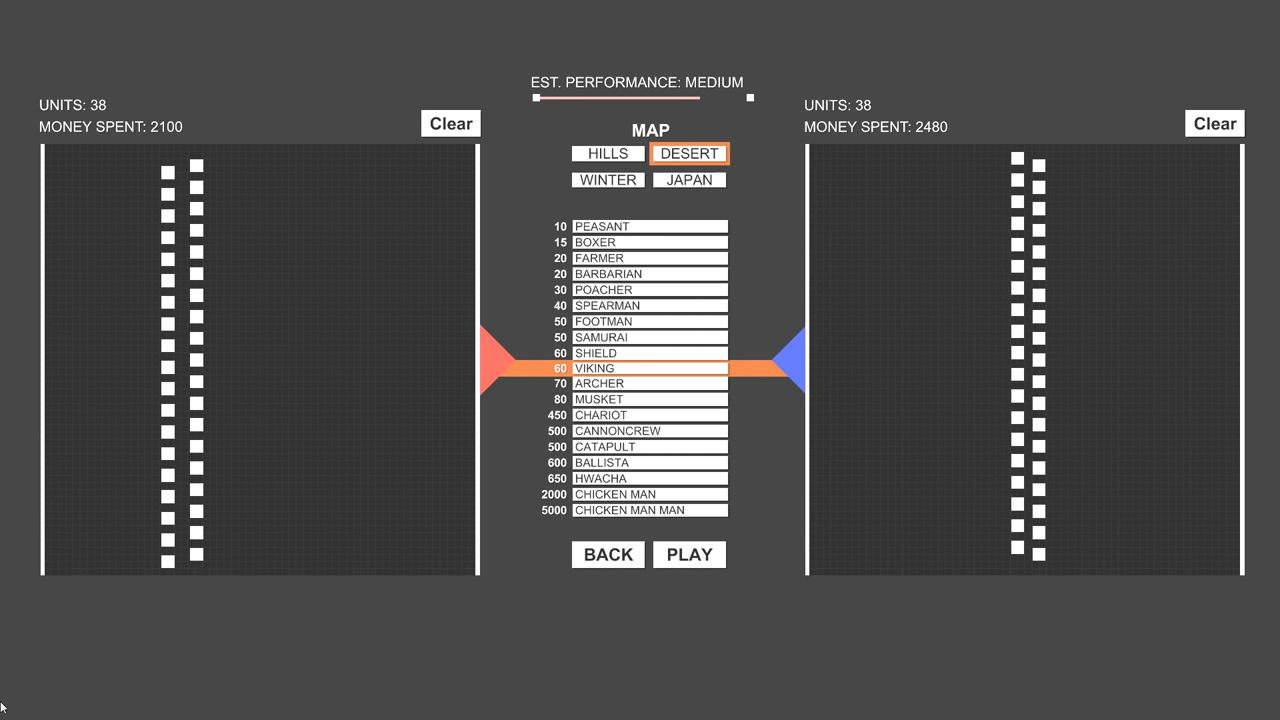 EST. PERFORMANCE: MEDIUM
UNITS: 38
MONEY SPENT: 2100
Clear
UNITS: 38
MONEY SPENT: 2480
Clear
MAP
HILLS DESERT
WINTER JAPAN
10 PEASANT
15 BOXER
20 FARMER
20 BARBARIAN
30 POACHER
40 SPEARMAN
50 FOOTMAN
50 SAMURAI
60 SHIELD
60 VIKING
70 ARCHER
80 MUSKET
450 CHARIOT
500 CANNONCREW
500 CATAPULT
600 BALLISTA
650 HWACHA
2000 CHICKEN MAN
5000 CHICKEN MAN MAN
BACK PLAY